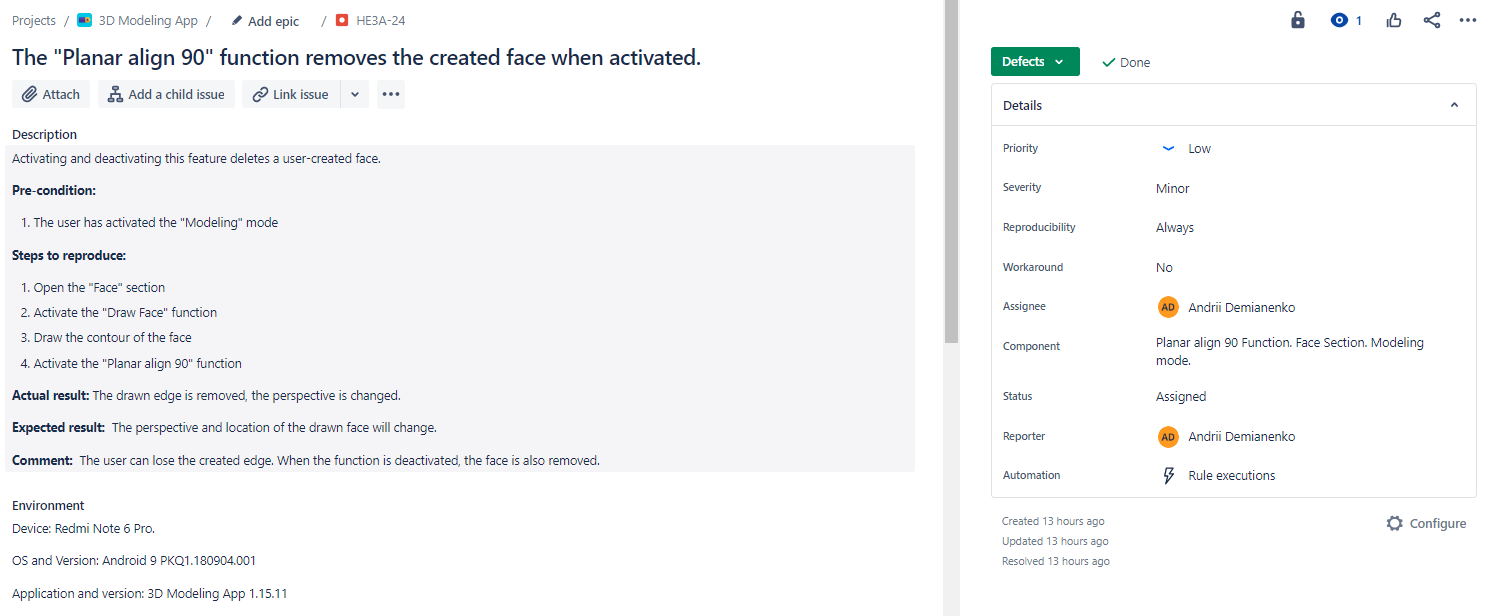 Projects / 3D Modeling App / Add epic / HE3A-24
The "Planar align 90" function removes the created face when activated.
Attach Add a child issue Link issue
Description
Activating and deactivating this feature deletes a user-created face.
Pre-condition:
1. The user has activated the "Modeling" mode
Steps to reproduce:
1. Open the "Face" section
2. Activate the "Draw Face" function
3. Draw the contour of the face
4. Activate the "Planar align 90" function
Actual result: The drawn edge is removed, the perspective is changed.
Expected result: The perspective and location of the drawn face will change.
Comment: The user can lose the created edge. When the function is deactivated, the face is also removed.
Environment
Device: Redmi Note 6 Pro.
OS and Version: Android 9 PKQ1.180904.001
Application and version: 3D Modeling App 1.15.11
1
Defects Done
Details
Priority Low
Severity Minor
Reproducibility Always
Workaround No
Assignee AD Andrii Demianenko
Component Planar align 90 Function. Face Section. Modeling
mode.
Status Assigned
Reporter AD Andrii Demianenko
Automation Rule executions
Created 13 hours ago
Configure
Updated 13 hours ago
Resolved 13 hours ago